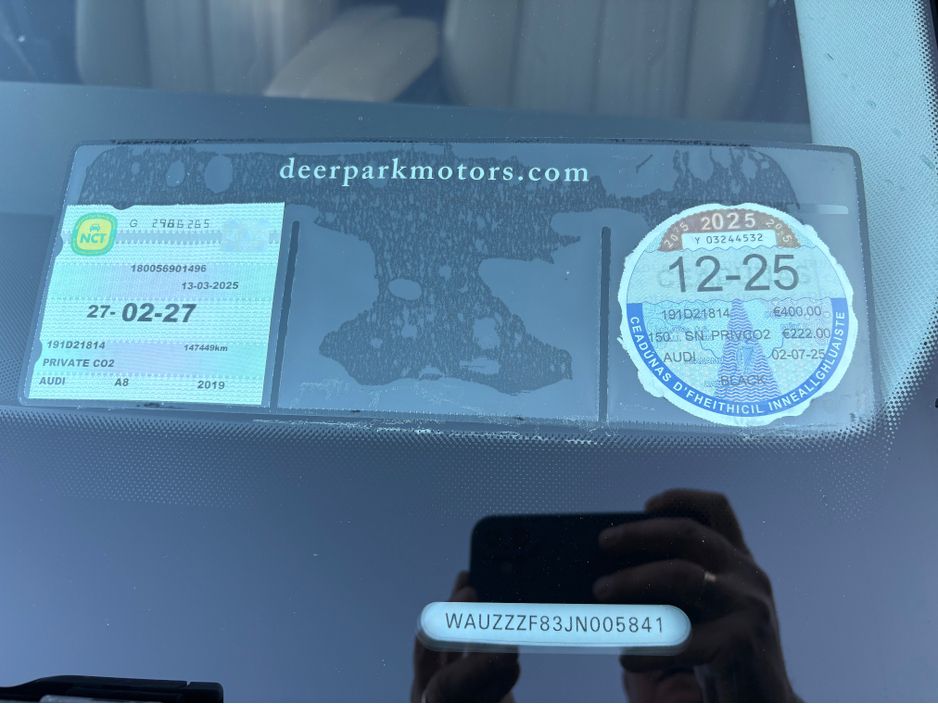 deerparkmotors.com
NCT
G 2986265
180056901496
13-03-2025
27- 02-27
191D21814 147449km
PRIVATE CO2
AUDI A8 2019
2025 2025 2025
Y 03244532
12-25
191D21814 €400.00
150 SN PRIVCO2 €222.00
AUDI 02-07-25
BLACK
CEADÚNAS D'FHEITHICIL INNEALLGHLUAISTE
WAUZZZF83JN005841